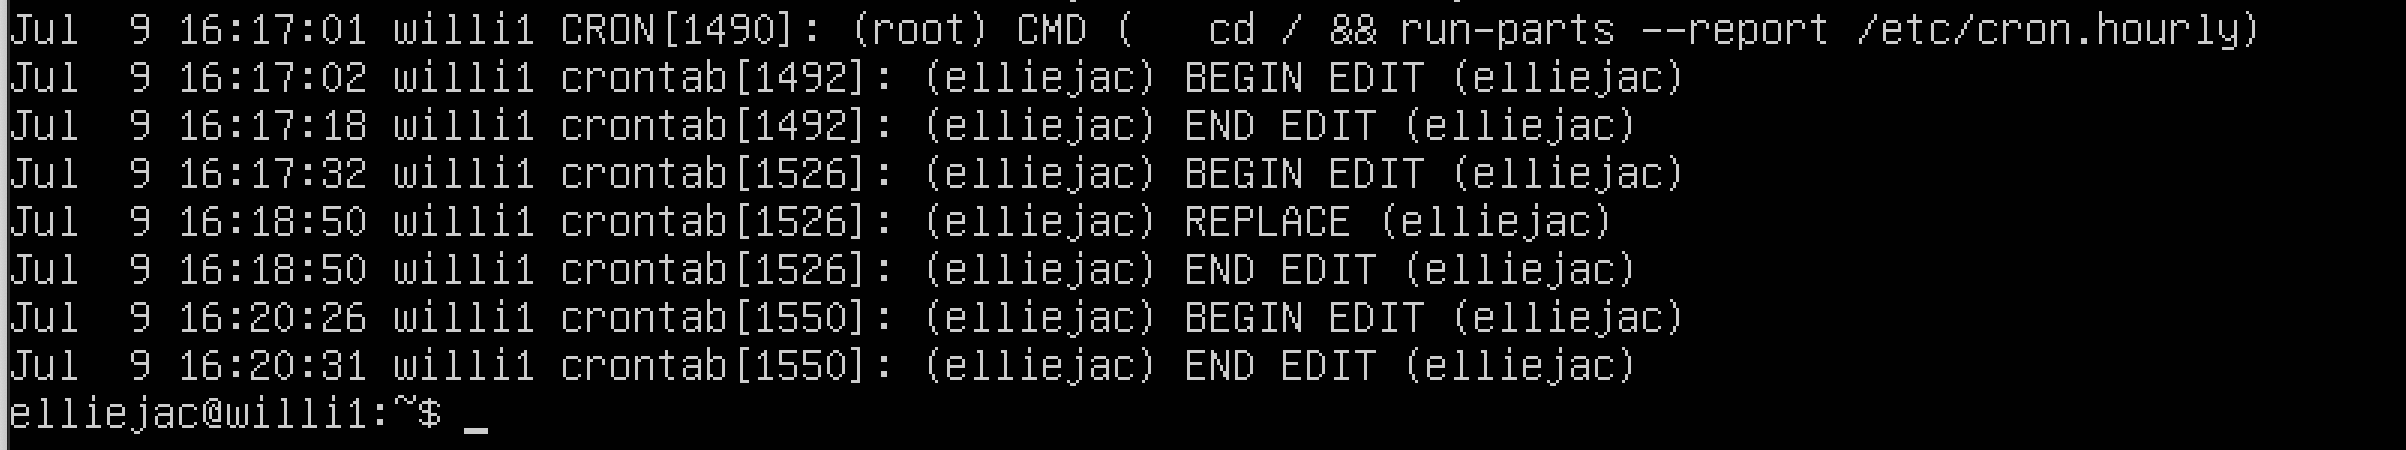 Jul  9 16:17:01 willi1 CRON[1490]: (root) CMD (   cd / && run-parts --report /etc/cron.hourly)
Jul  9 16:17:02 willi1 crontab[1492]: (elliejac) BEGIN EDIT (elliejac)
Jul  9 16:17:18 willi1 crontab[1492]: (elliejac) END EDIT (elliejac)
Jul  9 16:17:32 willi1 crontab[1526]: (elliejac) BEGIN EDIT (elliejac)
Jul  9 16:18:50 willi1 crontab[1526]: (elliejac) REPLACE (elliejac)
Jul  9 16:18:50 willi1 crontab[1526]: (elliejac) END EDIT (elliejac)
Jul  9 16:20:26 willi1 crontab[1550]: (elliejac) BEGIN EDIT (elliejac)
Jul  9 16:20:31 willi1 crontab[1550]: (elliejac) END EDIT (elliejac)
elliejac@willi1:~$ _